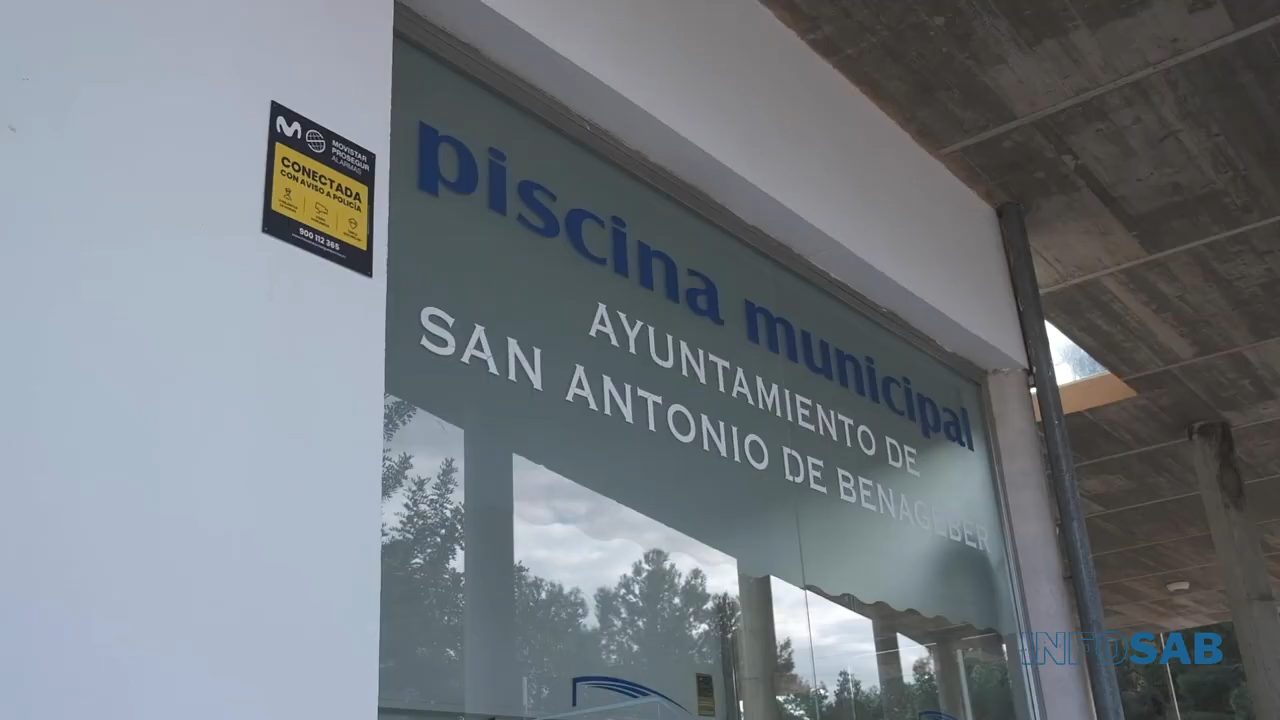 MOVISTAR
PROSEGUR
ALARMAS
CONECTADA
CON AVISO A POLICÍA
900 112 365
piscina municipal
AYUNTAMIENTO DE
SAN ANTONIO DE BENAGEBER
INFOSAB